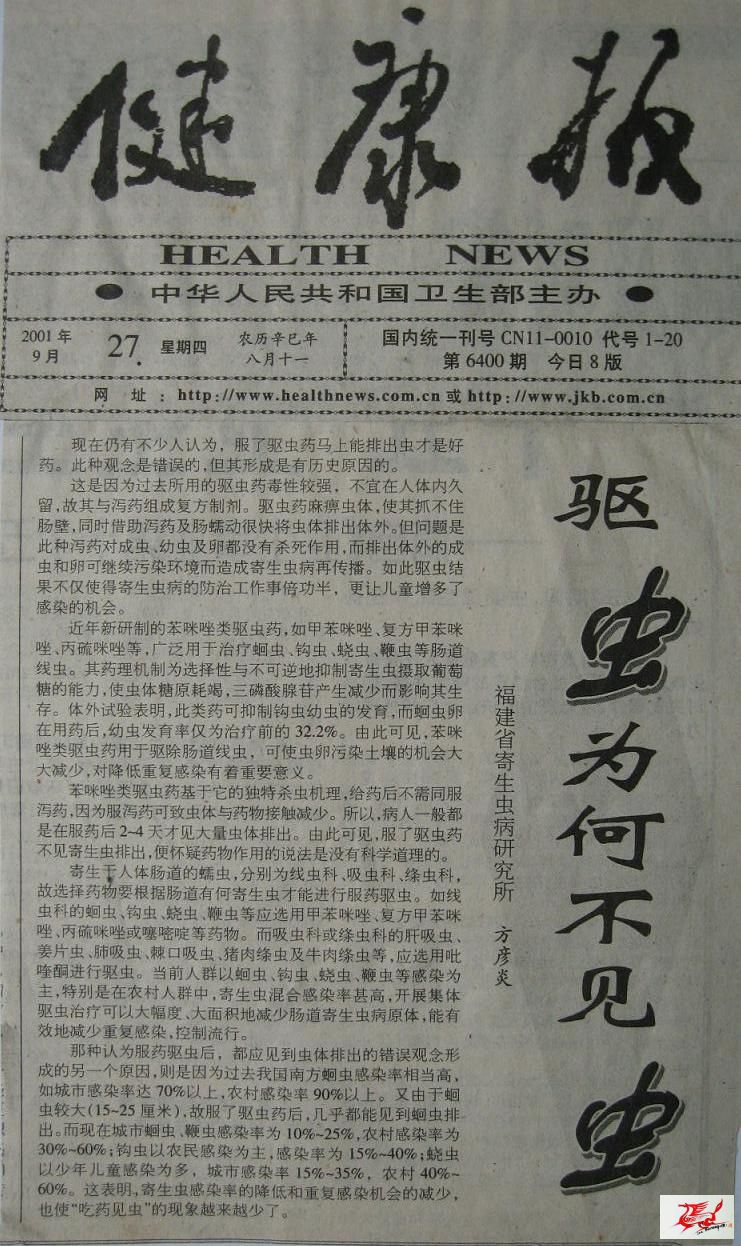 健康报
HEALTH NEWS
● 中华人民共和国卫生部主办 ●
2001年
9月
27.
星期四
农历辛巳年
八月十一
国内统一刊号CN11-0010 代号1-20
第6400期 今日8版
网 址 : http://www.healthnews.com.cn 或 http://www.jkb.com.cn
驱虫为何不见虫
福建省寄生虫病研究所 方彦炎
现在仍有不少人认为，服了驱虫药马上能排出虫才是好
药。此种观念是错误的，但其形成是有历史原因的。
这是因为过去所用的驱虫药毒性较强，不宜在人体内久
留，故其与泻药组成复方制剂。驱虫药麻痹虫体，使其抓不住
肠壁，同时借助泻药及肠蠕动很快将虫体排出体外。但问题是
此种泻药对成虫、幼虫及卵都没有杀死作用，而排出体外的成
虫和卵可继续污染环境而造成寄生虫病再传播。如此驱虫结
果不仅使得寄生虫病的防治工作事倍功半，更让儿童增多了
感染的机会。
近年新研制的苯咪唑类驱虫药，如甲苯咪唑、复方甲苯咪
唑、丙硫咪唑等，广泛用于治疗蛔虫、钩虫、蛲虫、鞭虫等肠道
线虫。其药理机制为选择性与不可逆地抑制寄生虫摄取葡萄
糖的能力，使虫体糖原耗竭，三磷酸腺苷产生减少而影响其生
存。体外试验表明，此类药可抑制钩虫幼虫的发育，而蛔虫卵
在用药后，幼虫发育率仅为治疗前的32.2%。由此可见，苯咪
唑类驱虫药用于驱除肠道线虫，可使虫卵污染土壤的机会大
大减少，对降低重复感染有着重要意义。
苯咪唑类驱虫药基于它的独特杀虫机理，给药后不需同服
泻药，因为服泻药可致虫体与药物接触减少。所以，病人一般都
是在服药后2~4天才见大量虫体排出。由此可见，服了驱虫药
不见寄生虫排出，便怀疑药物作用的说法是没有科学道理的。
寄生于人体肠道的蠕虫，分别为线虫科、吸虫科、绦虫科，
故选择药物要根据肠道有何寄生虫才能进行服药驱虫。如线
虫科的蛔虫、钩虫、蛲虫、鞭虫等应选用甲苯咪唑、复方甲苯咪
唑、丙硫咪唑或噻嘧啶等药物。而吸虫科或绦虫科的肝吸虫、
姜片虫、肺吸虫、棘口吸虫、猪肉绦虫及牛肉绦虫等，应选用吡
喹酮进行驱虫。当前人群以蛔虫、钩虫、蛲虫、鞭虫等感染为
主，特别是在农村人群中，寄生虫混合感染率甚高，开展集体
驱虫治疗可以大幅度、大面积地减少肠道寄生虫病原体，能有
效地减少重复感染，控制流行。
那种认为服药驱虫后，都应见到虫体排出的错误观念形
成的另一个原因，则是因为过去我国南方蛔虫感染率相当高，
如城市感染率达70%以上，农村感染率90%以上。又由于蛔
虫较大(15~25厘米)，故服了驱虫药后，几乎都能见到蛔虫排
出。而现在城市蛔虫、鞭虫感染率为10%~25%，农村感染率为
30%~60%；钩虫以农民感染为主，感染率为15%~40%；蛲虫
以少年儿童感染为多，城市感染率15%~35%，农村40%~
60%。这表明，寄生虫感染率的降低和重复感染机会的减少，
也使“吃药见虫”的现象越来越少了。